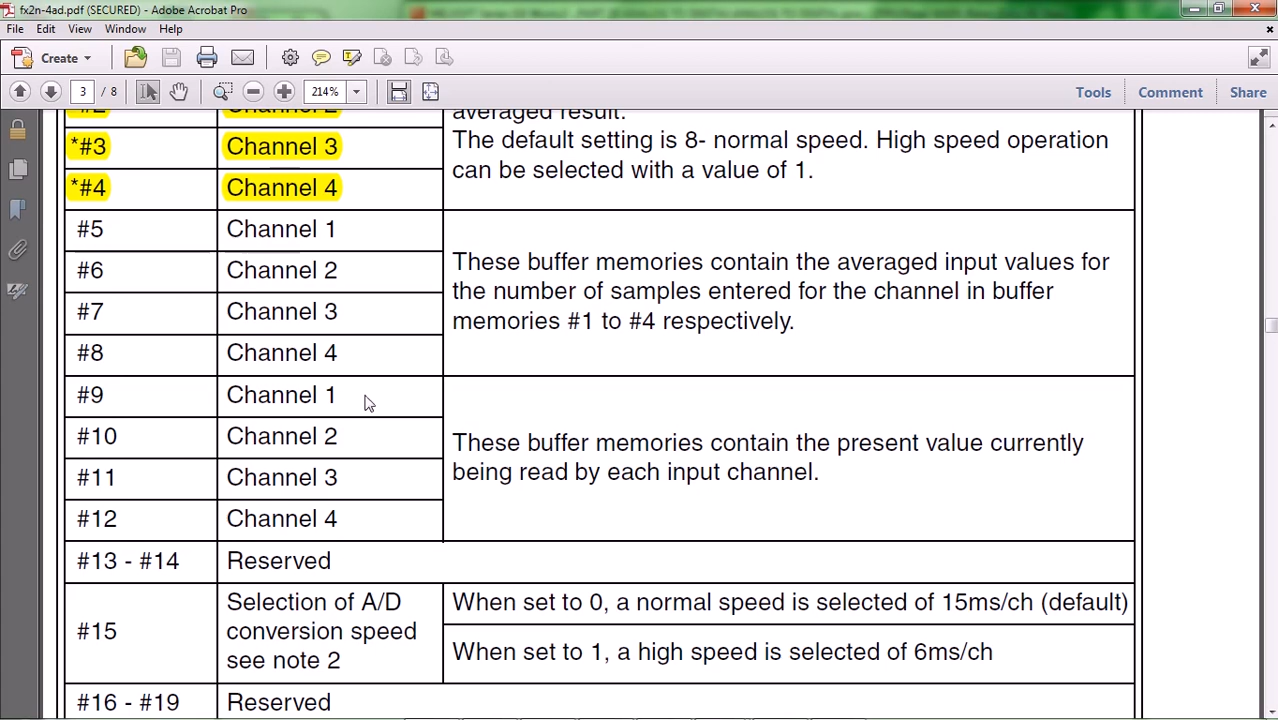 fx2n-4ad.pdf (SECURED) - Adobe Acrobat Pro
File Edit View Window Help
Create
3 / 8 214% Tools Comment Share
*#2 Channel 2 averaged result.
*#3 Channel 3 The default setting is 8- normal speed. High speed operation
*#4 Channel 4 can be selected with a value of 1.
#5 Channel 1
#6 Channel 2 These buffer memories contain the averaged input values for
#7 Channel 3 the number of samples entered for the channel in buffer
memories #1 to #4 respectively.
#8 Channel 4
#9 Channel 1
#10 Channel 2 These buffer memories contain the present value currently
#11 Channel 3 being read by each input channel.
#12 Channel 4
#13 - #14 Reserved
#15 Selection of A/D When set to 0, a normal speed is selected of 15ms/ch (default)
conversion speed
see note 2 When set to 1, a high speed is selected of 6ms/ch
#16 - #19 Reserved